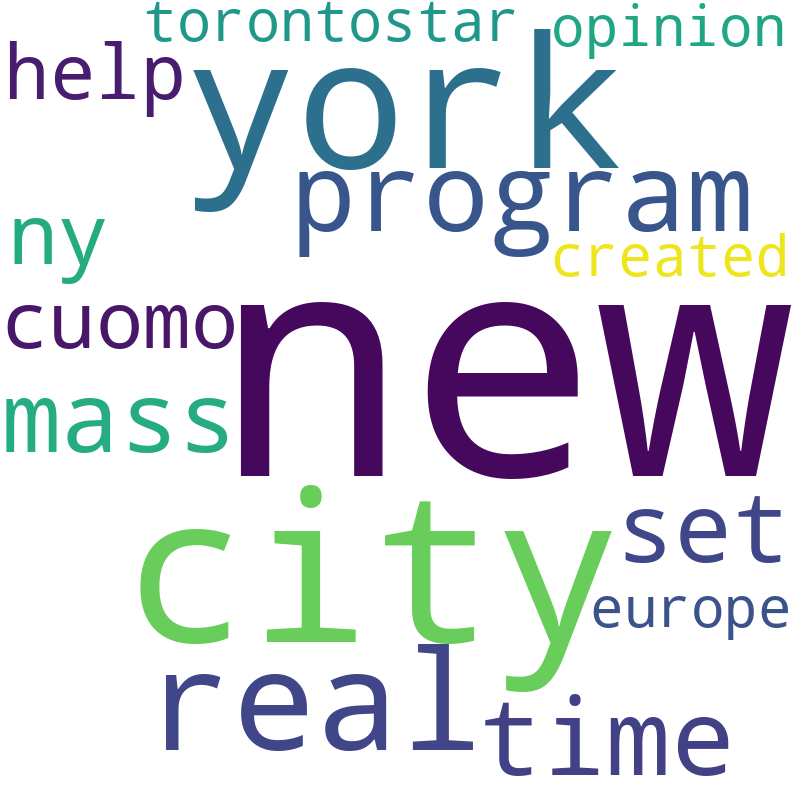 torontostar
opinion
help
york
program
ny
created
cuomo
new
mass
city
set
europe
real
time